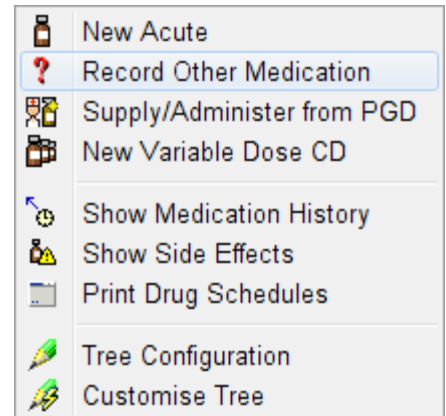 New Acute
Record Other Medication
Supply/Administer from PGD
New Variable Dose CD
Show Medication History
Show Side Effects
Print Drug Schedules
Tree Configuration
Customise Tree